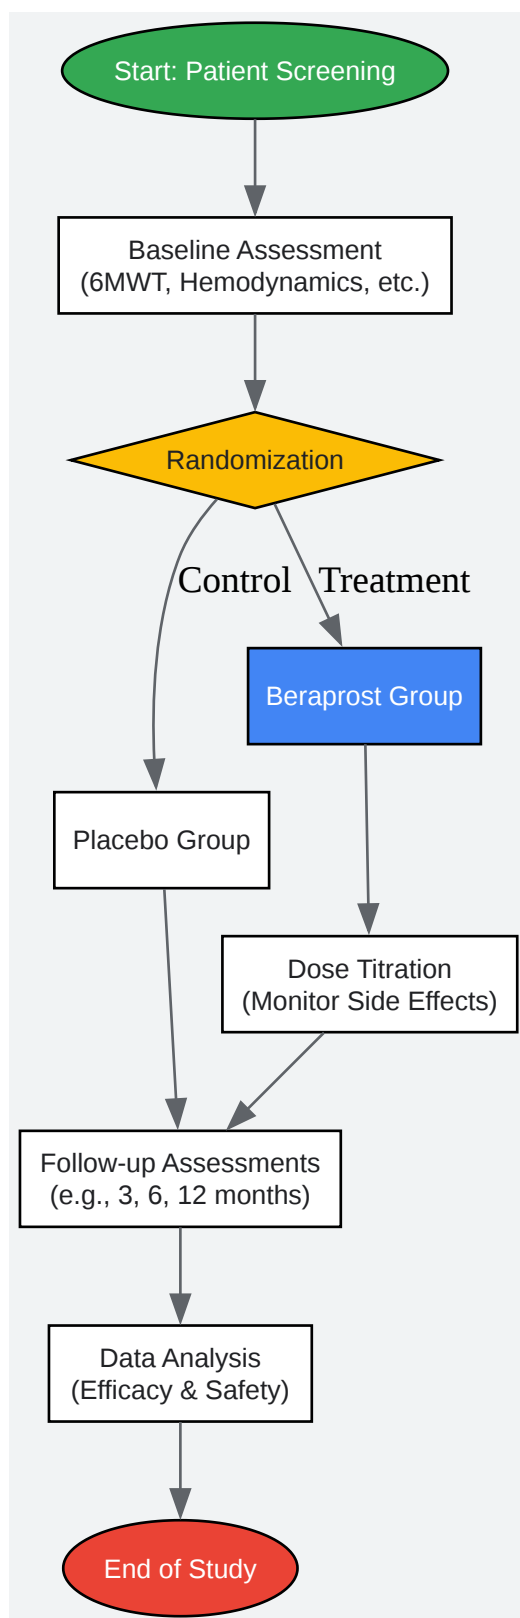 Start: Patient Screening
Baseline Assessment
(6MWT, Hemodynamics, etc.)
Randomization
Control
Treatment
Beraprost Group
Placebo Group
Dose Titration
(Monitor Side Effects)
Follow-up Assessments
(e.g., 3, 6, 12 months)
Data Analysis
(Efficacy & Safety)
End of Study